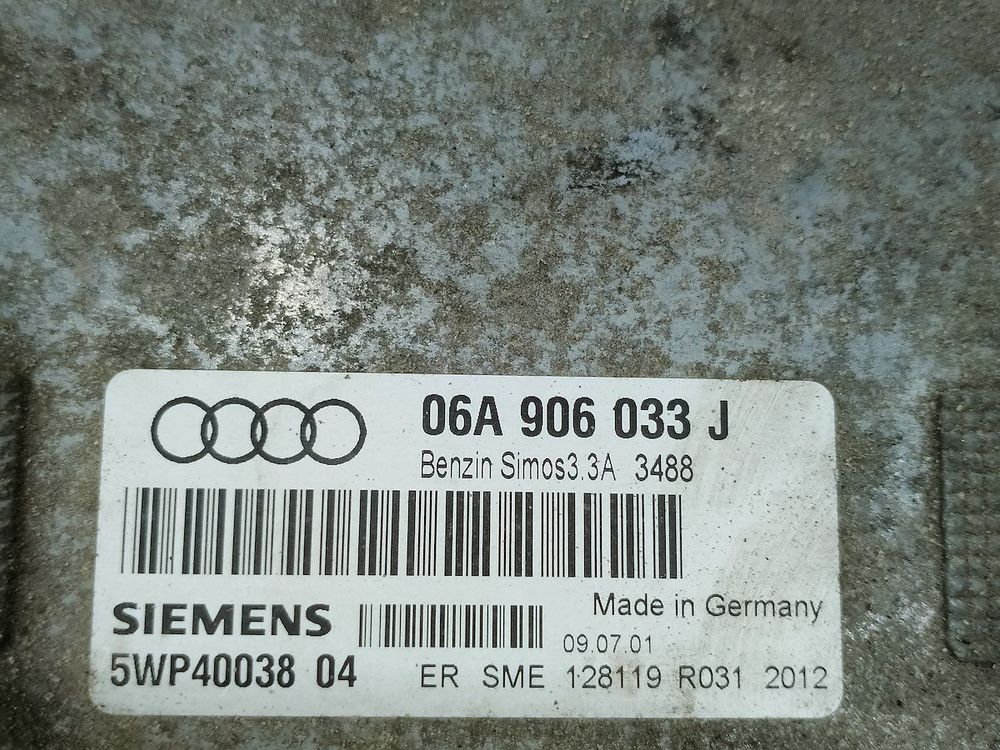 06A 906 033 J
Benzin Simos3.3A 3488
SIEMENS
Made in Germany
09.07.01
5WP40038 04
ER SME 128119 R031 2012